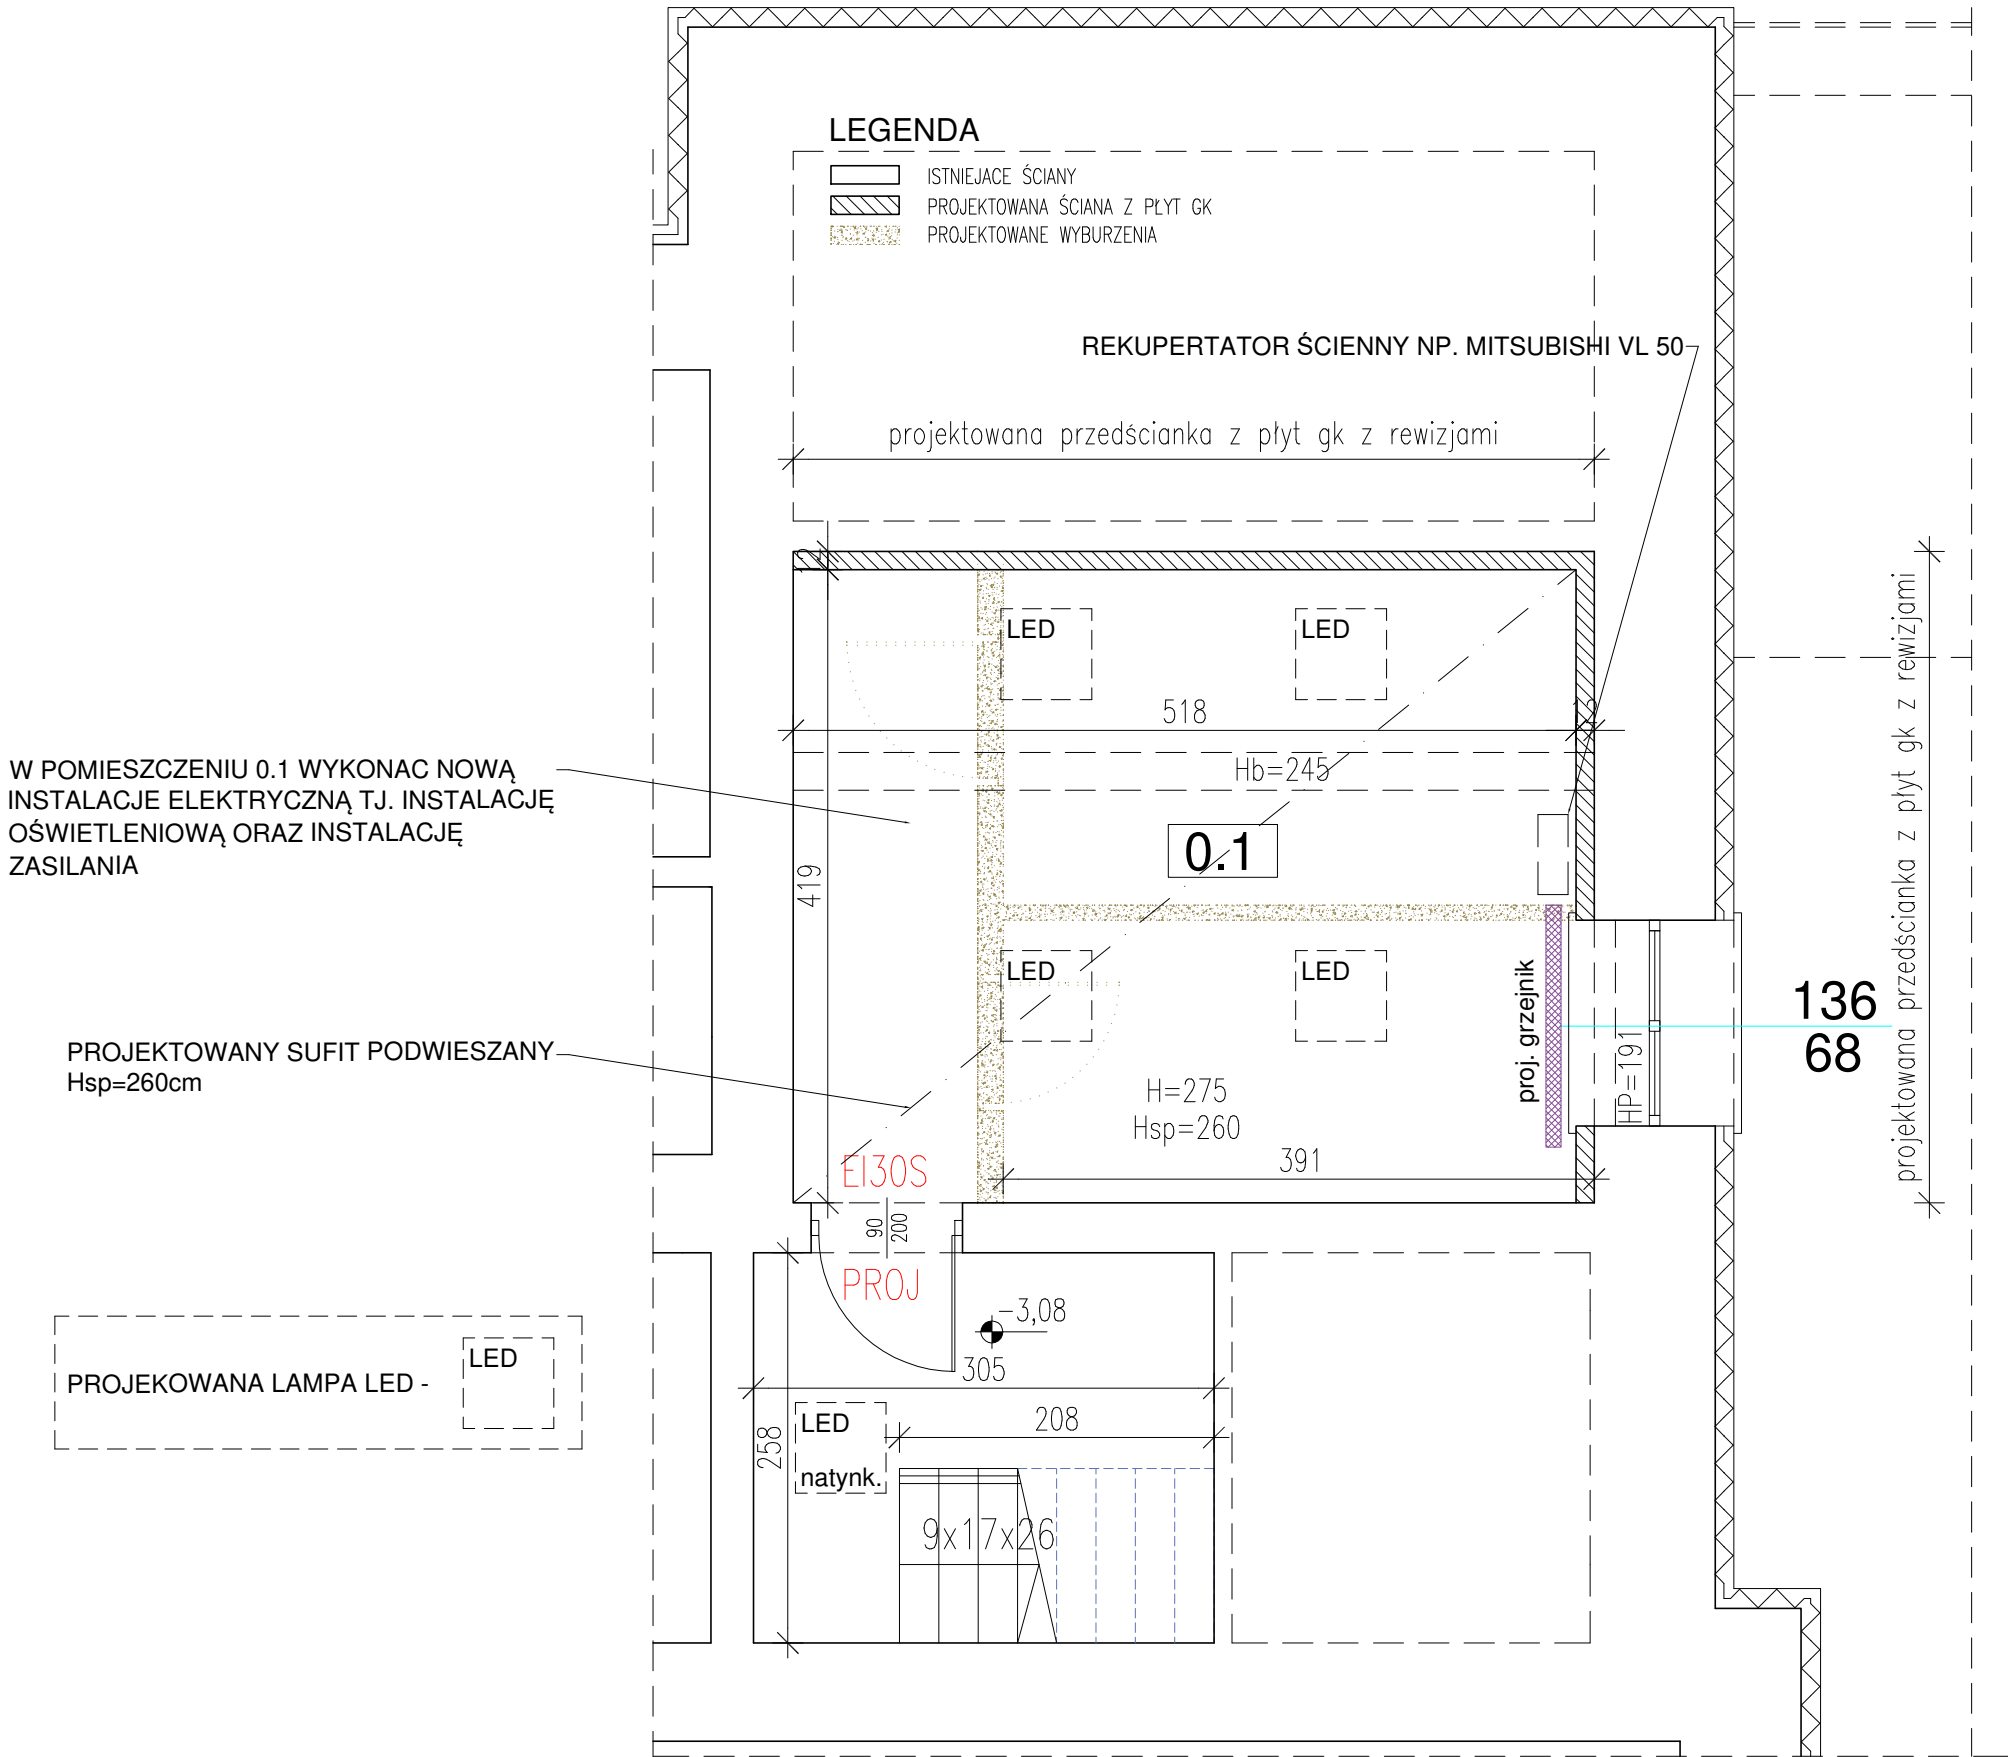 LEGENDA
ISTNIEJACE ŚCIANY
PROJEKTOWANA ŚCIANA Z PŁYT GK
PROJEKTOWANE WYBURZENIA
REKUPERTATOR ŚCIENNY NP. MITSUBISHI VL 50
projektowana przedścianka z płyt gk z rewizjami
12
LED
LED
518
Hb=245
W POMIESZCZENIU 0.1 WYKONAC NOWĄ
INSTALACJE ELEKTRYCZNĄ TJ. INSTALACJĘ
OŚWIETLENIOWĄ ORAZ INSTALACJĘ
ZASILANIA
419
0.1
projektowana przedścianka z płyt gk z rewizjami
LED
LED
proj. grzejnik
HP=191
136
68
PROJEKTOWANY SUFIT PODWIESZANY
Hsp=260cm
H=275
Hsp=260
391
EI30S
90
200
PROJ
-3,08
305
PROJEKOWANA LAMPA LED -
LED
258
LED
natynk.
208
9x17x26